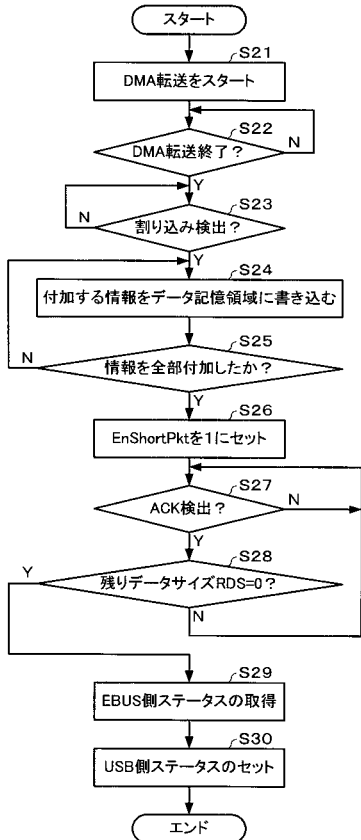 スタート
S21
DMA転送をスタート
S22
DMA転送終了？
N
Y
S23
N
割り込み検出？
Y
S24
付加する情報をデータ記憶領域に書き込む
S25
N
情報を全部付加したか？
Y
S26
EnShortPktを1にセット
S27
ACK検出？
N
Y
S28
Y
残りデータサイズRDS=0？
N
S29
EBUS側ステータスの取得
S30
USB側ステータスのセット
エンド